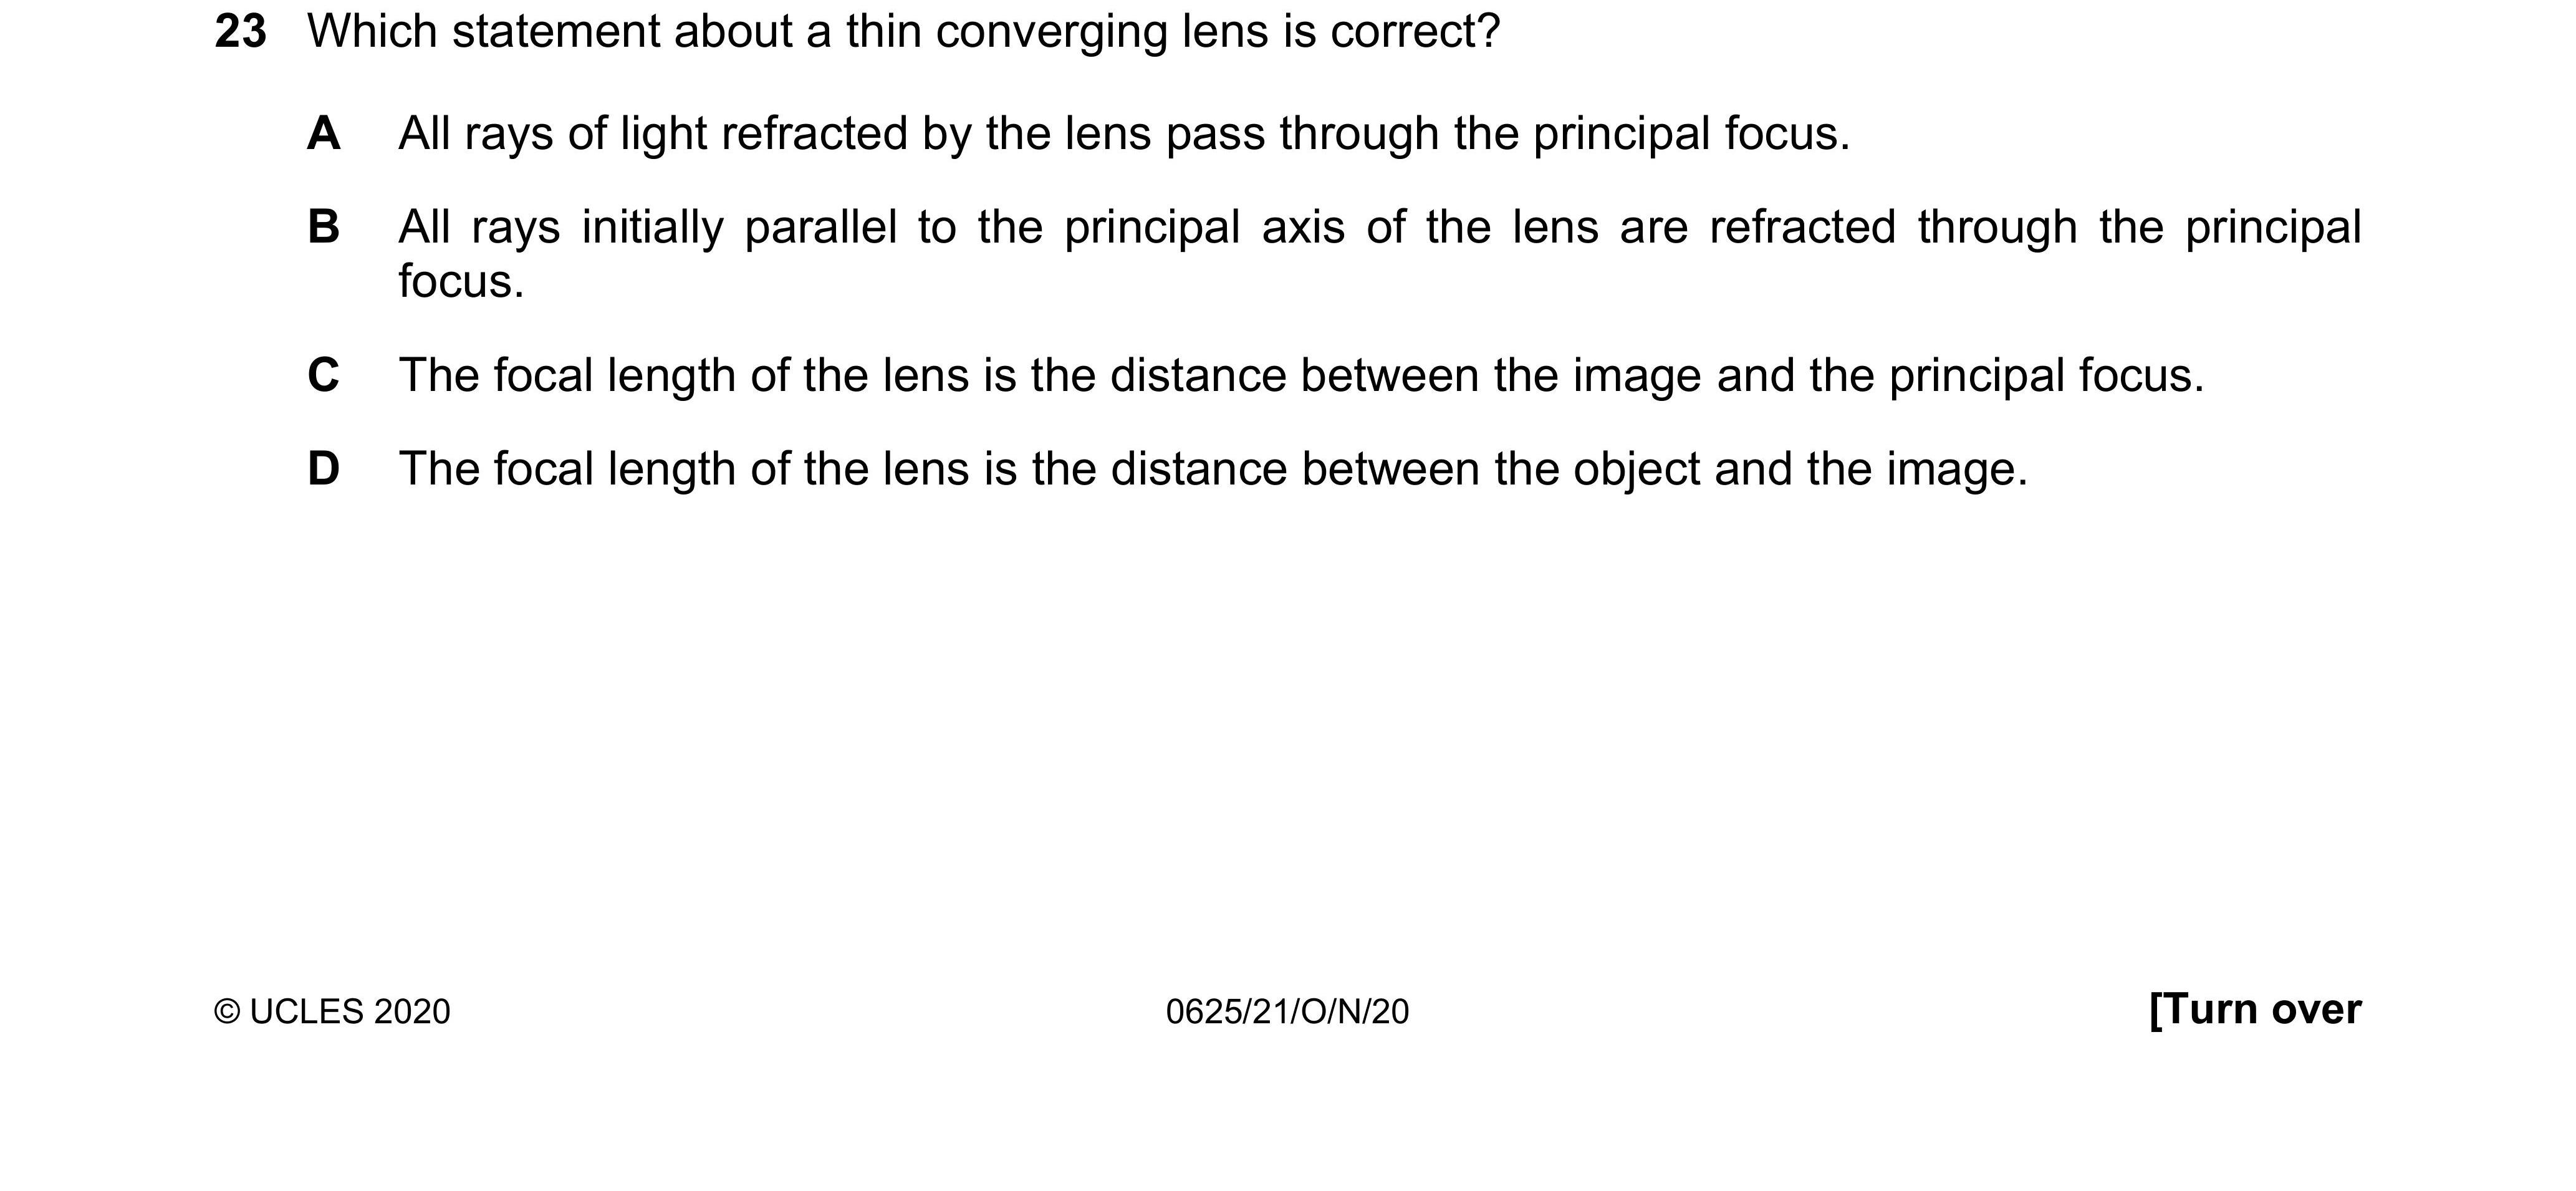 23 Which statement about a thin converging lens is correct?
A All rays of light refracted by the lens pass through the principal focus.
B All rays initially parallel to the principal axis of the lens are refracted through the principal
focus.
C The focal length of the lens is the distance between the image and the principal focus.
D The focal length of the lens is the distance between the object and the image.
© UCLES 2020 0625/21/O/N/20 [Turn over